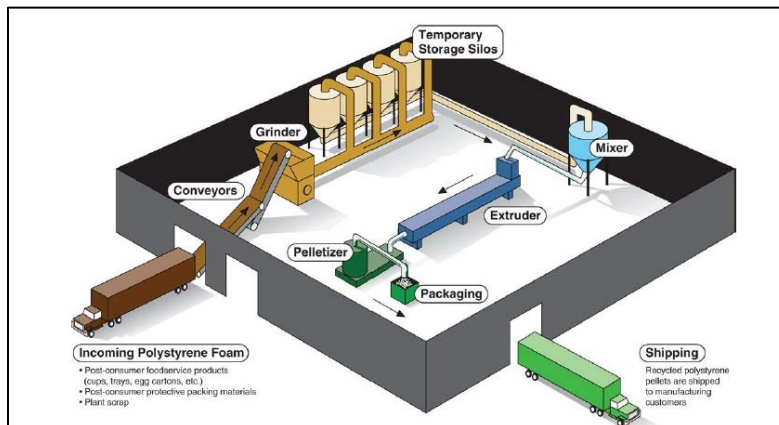 Temporary
Storage Silos
Grinder
Mixer
Conveyors
Extruder
Pelletizer
Packaging
Incoming Polystyrene Foam
• Post-consumer foodservice products
(cups, trays, egg cartons, etc.)
• Post-consumer protective packing materials
• Plant scrap
Shipping
Recycled polystyrene
pellets are shipped
to manufacturing
customers